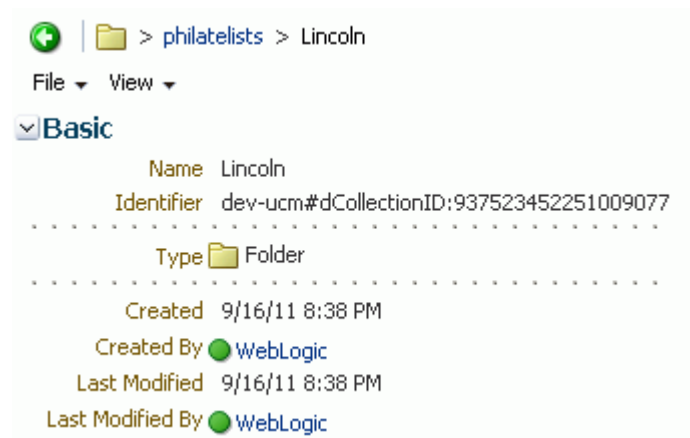 > philatelists > Lincoln
File View
Basic
Name Lincoln
Identifier dev-ucm#dCollectionID:937523452251009077
Type Folder
Created 9/16/11 8:38 PM
Created By WebLogic
Last Modified 9/16/11 8:38 PM
Last Modified By WebLogic